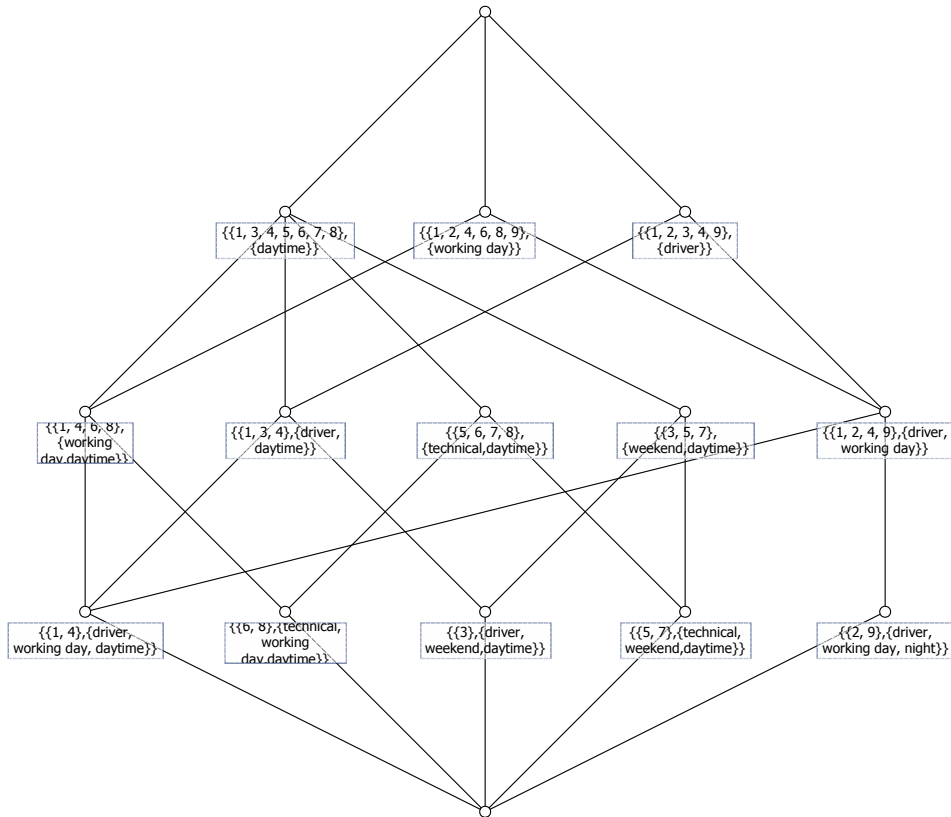 {{1, 3, 4, 5, 6, 7, 8},
{daytime}}
{{1, 2, 4, 6, 8, 9},
{working day}}
{{1, 2, 3, 4, 9},
{driver}}
{{1, 4, 6, 8},
{working
day,daytime}}
{{1, 3, 4},{driver,
daytime}}
{{5, 6, 7, 8},
{technical,daytime}}
{{3, 5, 7},
{weekend,daytime}}
{{1, 2, 4, 9},{driver,
working day}}
{{1, 4},{driver,
working day, daytime}}
{{6, 8},{technical,
working
day,daytime}}
{{3},{driver,
weekend,daytime}}
{{5, 7},{technical,
weekend,daytime}}
{{2, 9},{driver,
working day, night}}